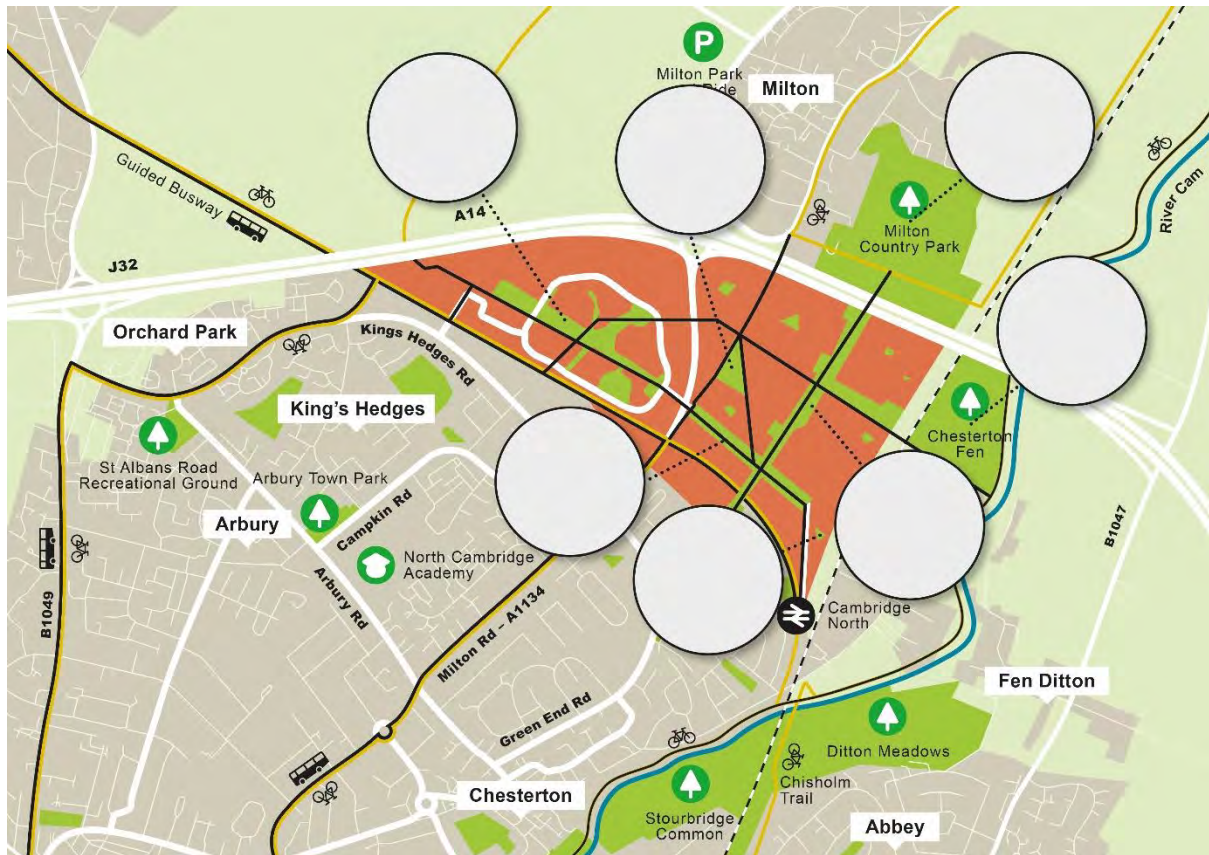 P
Milton Park
Milton
Guided Busway
A14
Milton
Country Park
River Cam
J32
Orchard Park
Kings Hedges Rd
King's Hedges
St Albans Road
Recreational Ground
Arbury Town Park
Chesterton
Fen
Arbury
Campkin Rd
North Cambridge
Academy
B1047
Arbury Rd
B1049
Milton Rd – A1134
Cambridge
North
Green End Rd
Fen Ditton
Ditton Meadows
Chisholm
Trail
Chesterton
Stourbridge
Common
Abbey